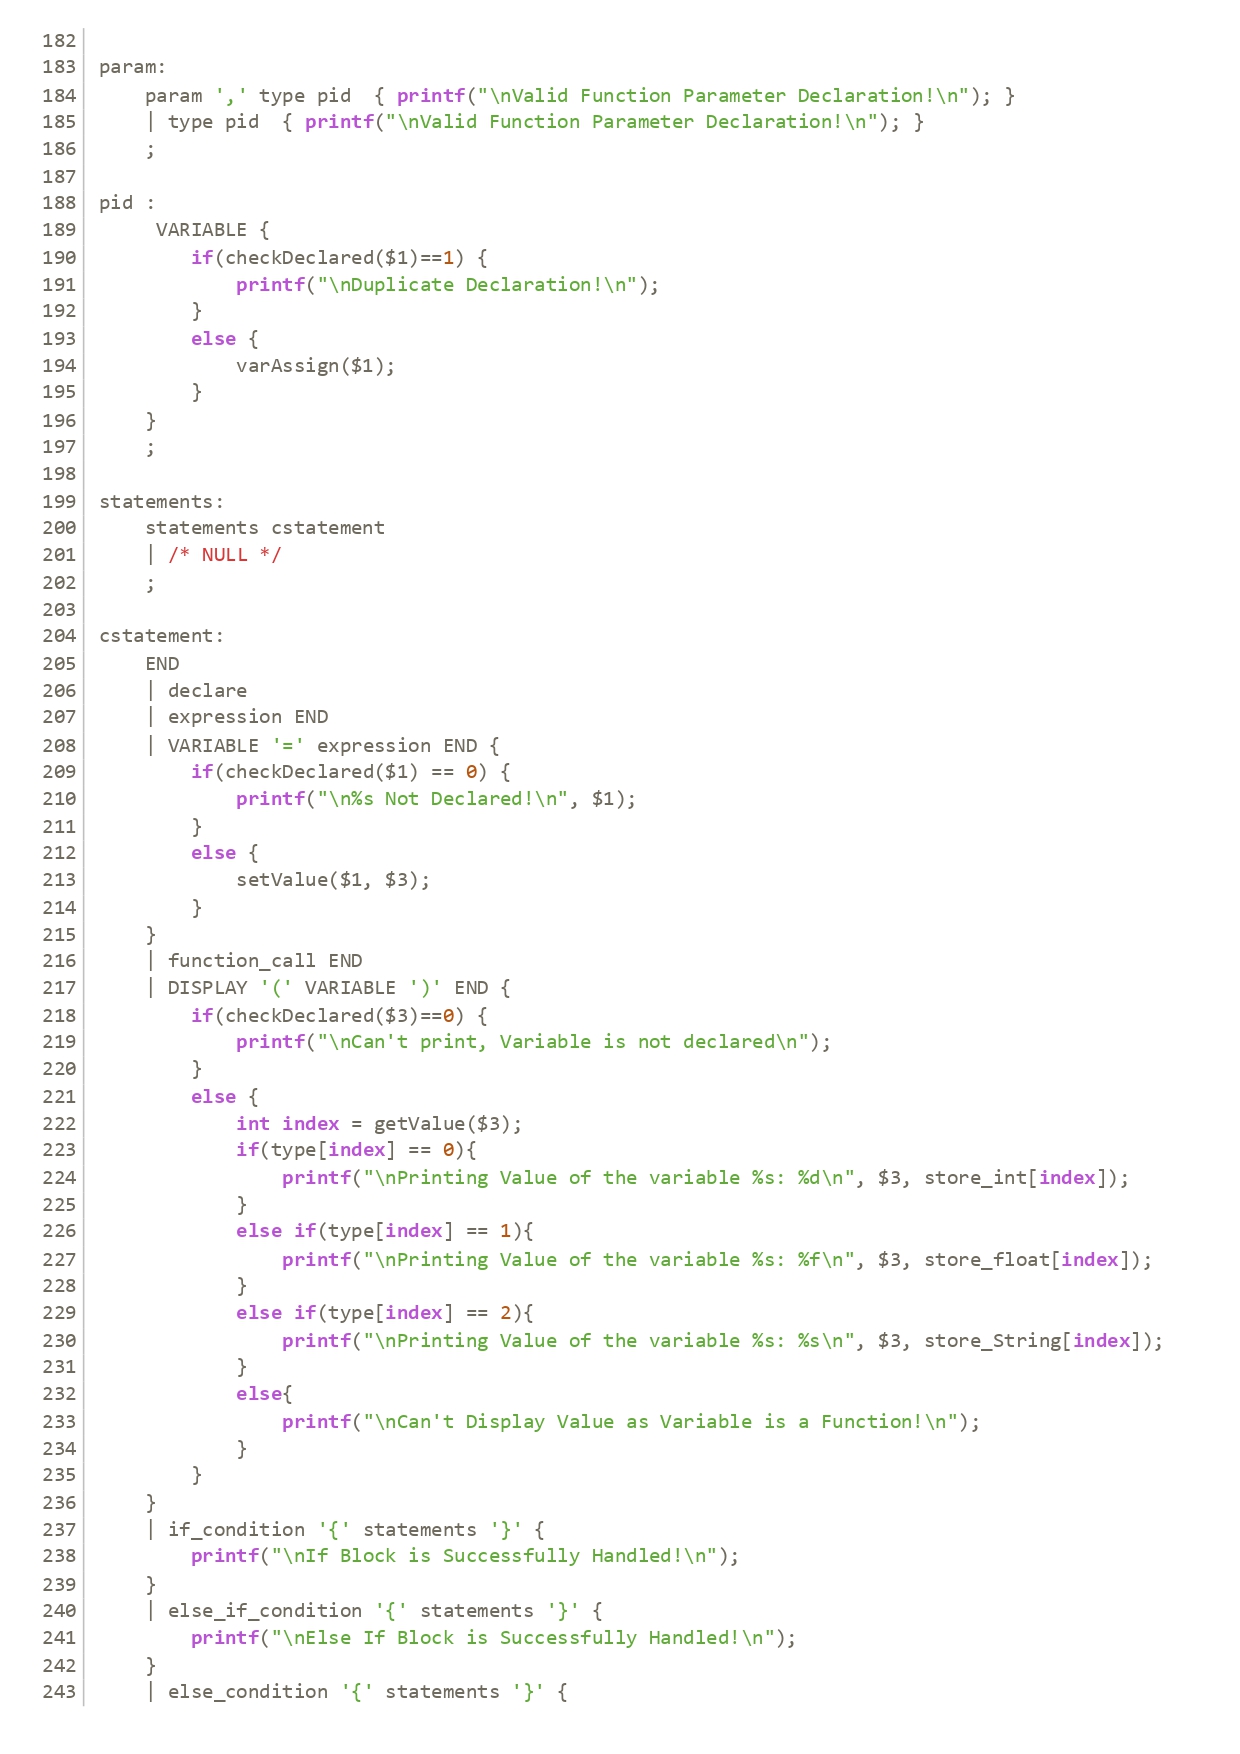 182
183 param:
184     param ',' type pid  { printf("\nValid Function Parameter Declaration!\n"); }
185     | type pid  { printf("\nValid Function Parameter Declaration!\n"); }
186     ;
187
188 pid :
189      VARIABLE {
190         if(checkDeclared($1)==1) {
191             printf("\nDuplicate Declaration!\n");
192         }
193         else {
194             varAssign($1);
195         }
196     }
197     ;
198
199 statements:
200     statements cstatement
201     | /* NULL */
202     ;
203
204 cstatement:
205     END
206     | declare
207     | expression END
208     | VARIABLE '=' expression END {
209         if(checkDeclared($1) == 0) {
210             printf("\n%s Not Declared!\n", $1);
211         }
212         else {
213             setValue($1, $3);
214         }
215     }
216     | function_call END
217     | DISPLAY '(' VARIABLE ')' END {
218         if(checkDeclared($3)==0) {
219             printf("\nCan't print, Variable is not declared\n");
220         }
221         else {
222             int index = getValue($3);
223             if(type[index] == 0){
224                 printf("\nPrinting Value of the variable %s: %d\n", $3, store_int[index]);
225             }
226             else if(type[index] == 1){
227                 printf("\nPrinting Value of the variable %s: %f\n", $3, store_float[index]);
228             }
229             else if(type[index] == 2){
230                 printf("\nPrinting Value of the variable %s: %s\n", $3, store_String[index]);
231             }
232             else{
233                 printf("\nCan't Display Value as Variable is a Function!\n");
234             }
235         }
236     }
237     | if_condition '{' statements '}' {
238         printf("\nIf Block is Successfully Handled!\n");
239     }
240     | else_if_condition '{' statements '}' {
241         printf("\nElse If Block is Successfully Handled!\n");
242     }
243     | else_condition '{' statements '}' {